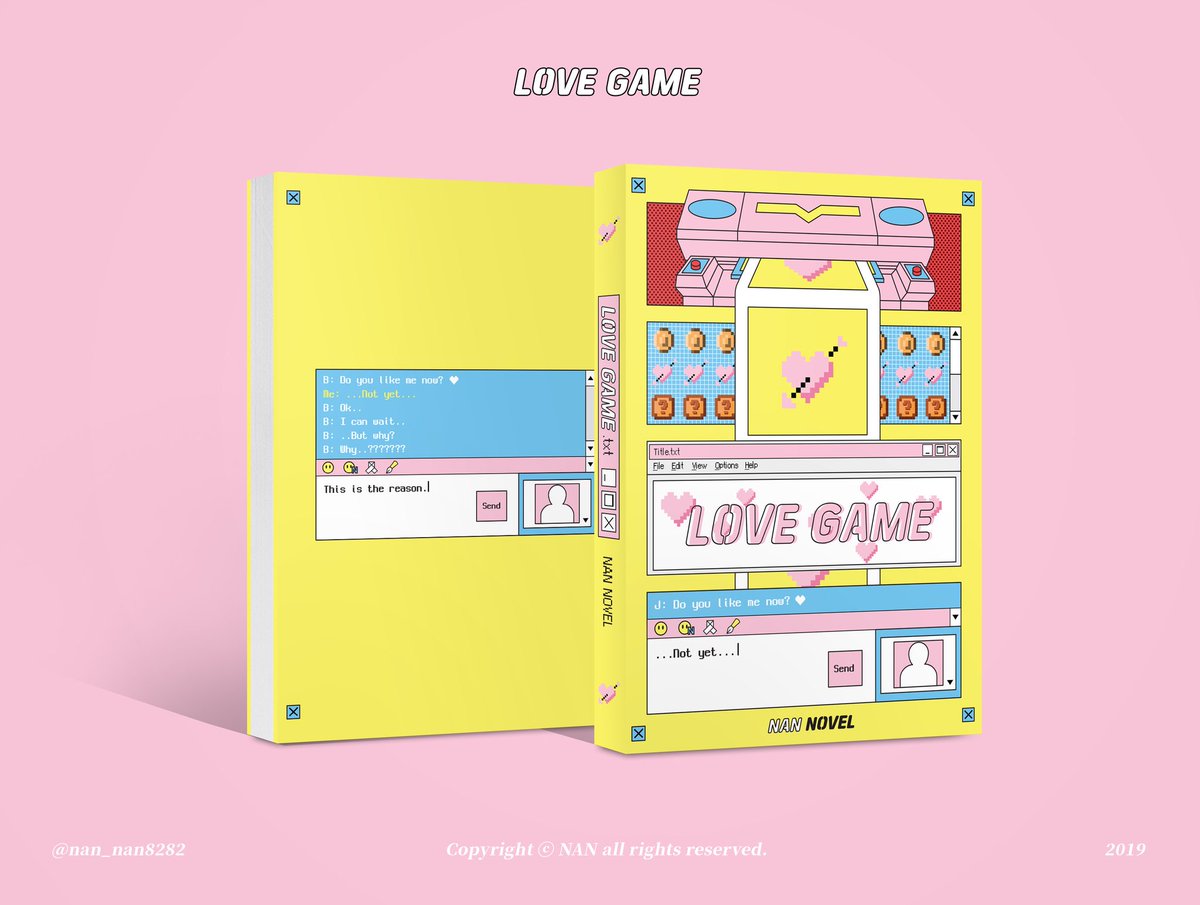 LOVE GAME
B: Do you like me now? ♥
Me: ...Not yet...
B: Ok..
B: I can wait..
B: ..But why?
B: Why..???????
This is the reason.
Send
LOVE GAME .txt
NAN NOVEL
Title.txt
File Edit View Options Help
LOVE GAME
J: Do you like me now? ♥
...Not yet...
Send
NAN NOVEL
@nan_nan8282
Copyright ⓒ NAN all rights reserved.
2019